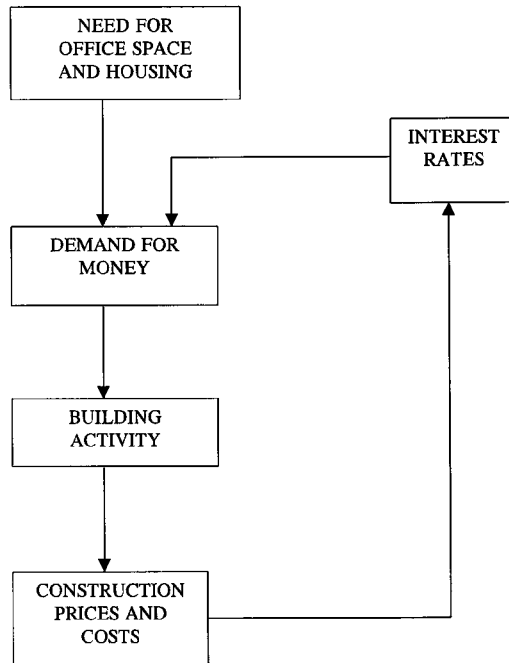 NEED FOR
OFFICE SPACE
AND HOUSING
INTEREST
RATES
DEMAND FOR
MONEY
BUILDING
ACTIVITY
CONSTRUCTION
PRICES AND
COSTS